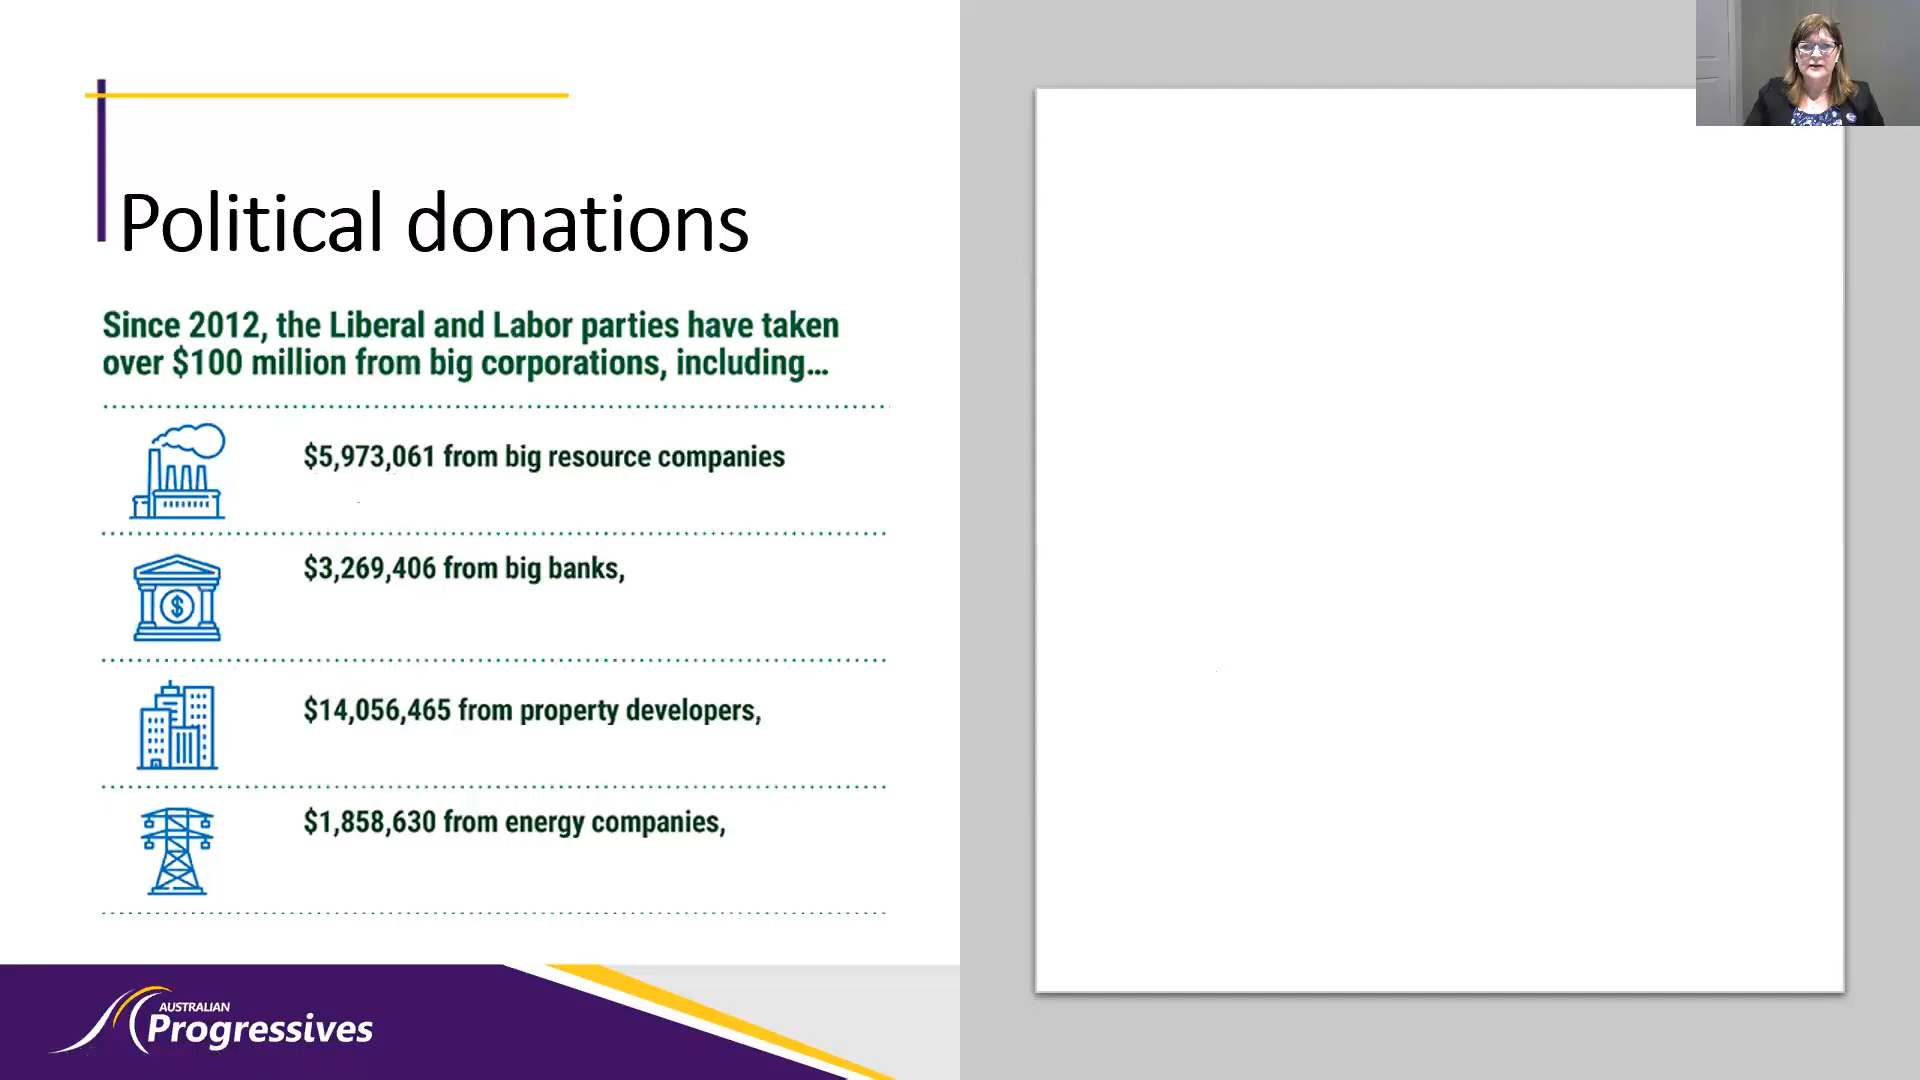 Political donations
Since 2012, the Liberal and Labor parties have taken
over $100 million from big corporations, including...
$5,973,061 from big resource companies
$3,269,406 from big banks,
$
$14,056,465 from property developers,
$1,858,630 from energy companies,
AUSTRALIAN
Progressives